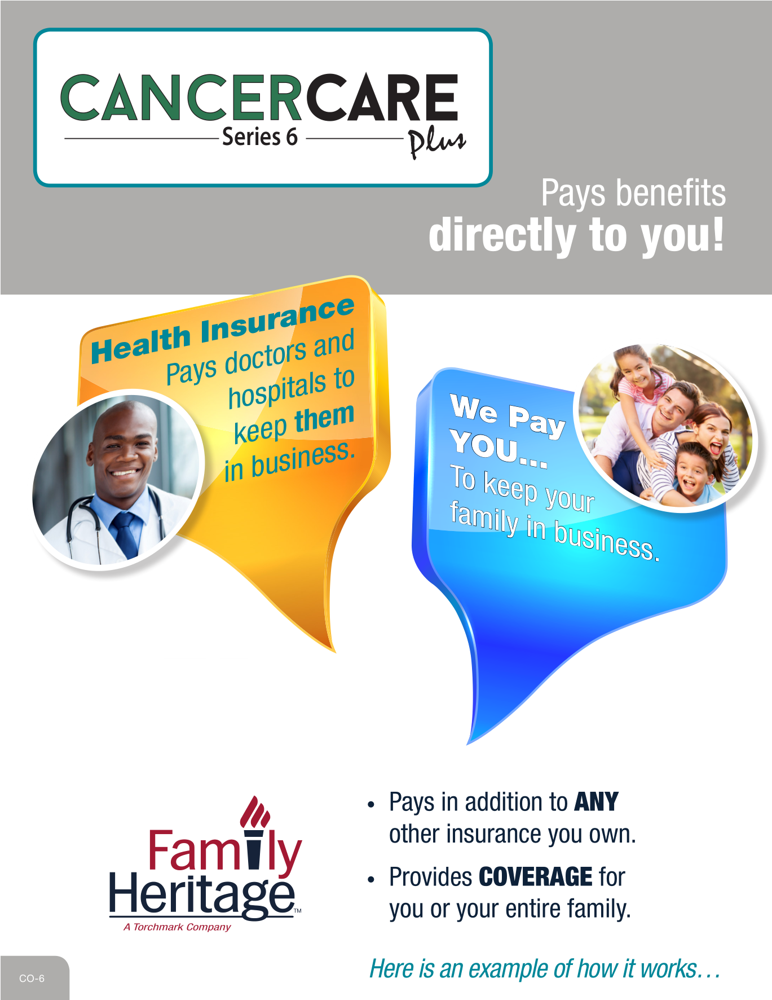 CANCERCARE
Series 6
Plus
Pays benefits
directly to you!
Health Insurance
Pays doctors and
hospitals to
keep them
in business.
We Pay
YOU...
To keep your
family in business.
Family
Heritage™
A Torchmark Company
• Pays in addition to ANY
other insurance you own.
• Provides COVERAGE for
you or your entire family.
Here is an example of how it works...
CO-6